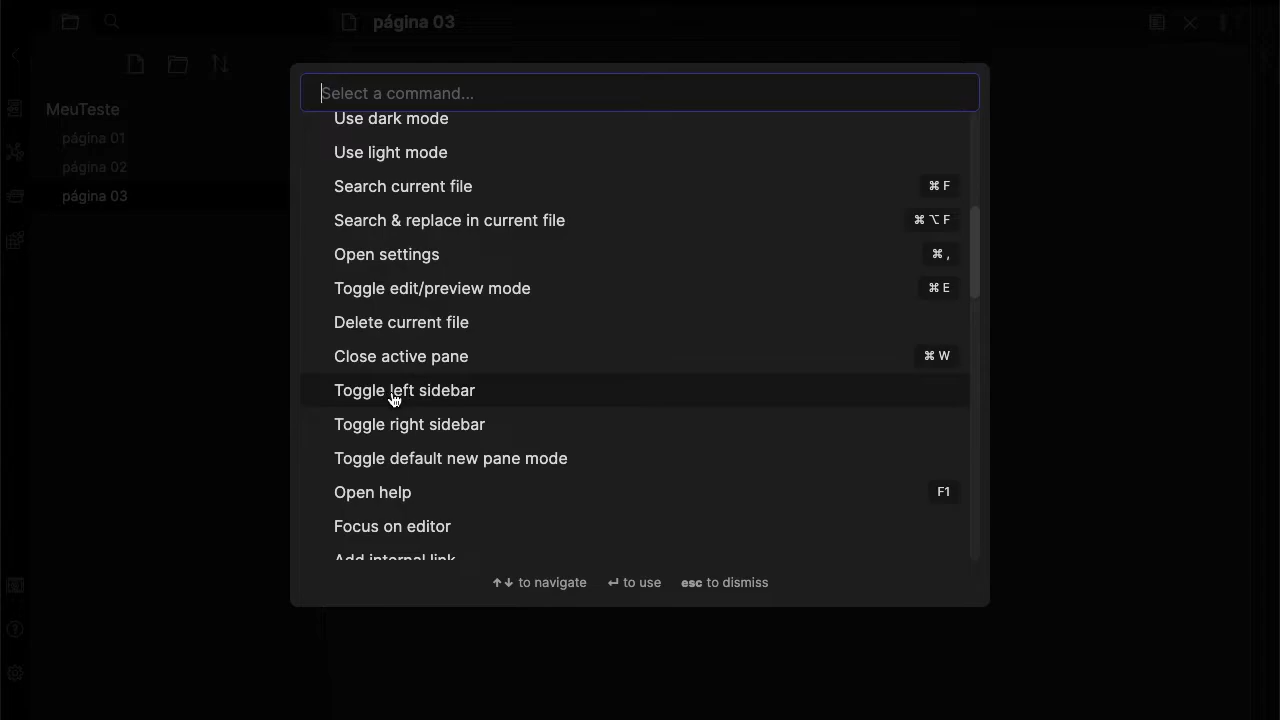 página 03
Select a command...
MeuTeste
página 01
página 02
página 03
Use dark mode
Use light mode
Search current file ⌘ F
Search & replace in current file ⌘ ⌥ F
Open settings ⌘ ,
Toggle edit/preview mode ⌘ E
Delete current file
Close active pane ⌘ W
Toggle left sidebar
Toggle right sidebar
Toggle default new pane mode
Open help F1
Focus on editor
Add internal link
↑↓ to navigate ↵ to use esc to dismiss